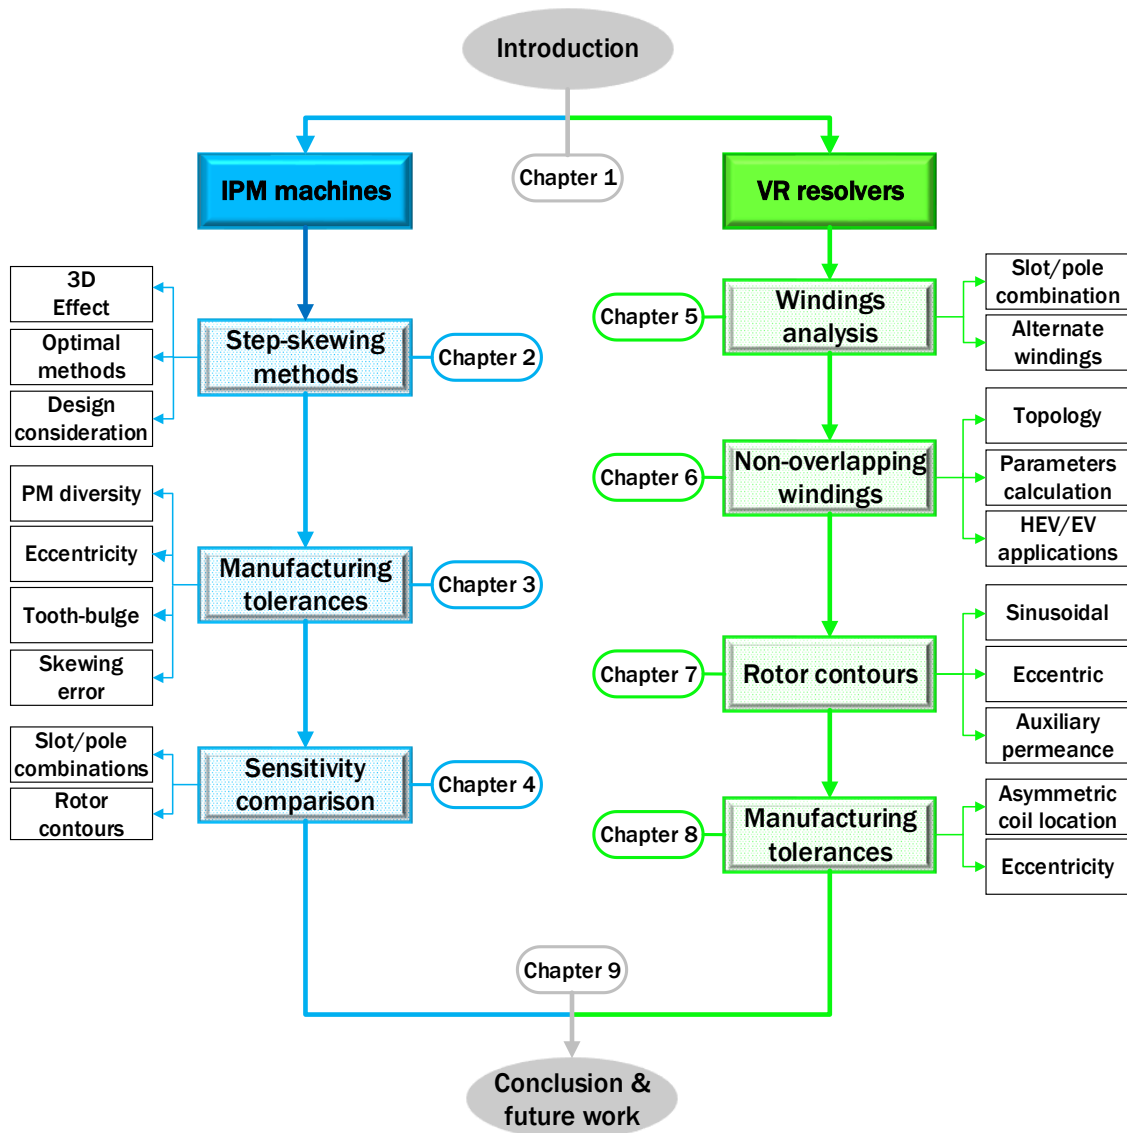 Introduction
Chapter 1
IPM machines
VR resolvers
3D
Effect
Optimal
methods
Design
consideration
Step-skewing
methods
Chapter 2
PM diversity
Eccentricity
Tooth-bulge
Skewing
error
Manufacturing
tolerances
Chapter 3
Slot/pole
combinations
Rotor
contours
Sensitivity
comparison
Chapter 4
Chapter 5
Windings
analysis
Slot/pole
combination
Alternate
windings
Chapter 6
Non-overlapping
windings
Topology
Parameters
calculation
HEV/EV
applications
Chapter 7
Rotor contours
Sinusoidal
Eccentric
Auxiliary
permeance
Chapter 8
Manufacturing
tolerances
Asymmetric
coil location
Eccentricity
Chapter 9
Conclusion &
future work